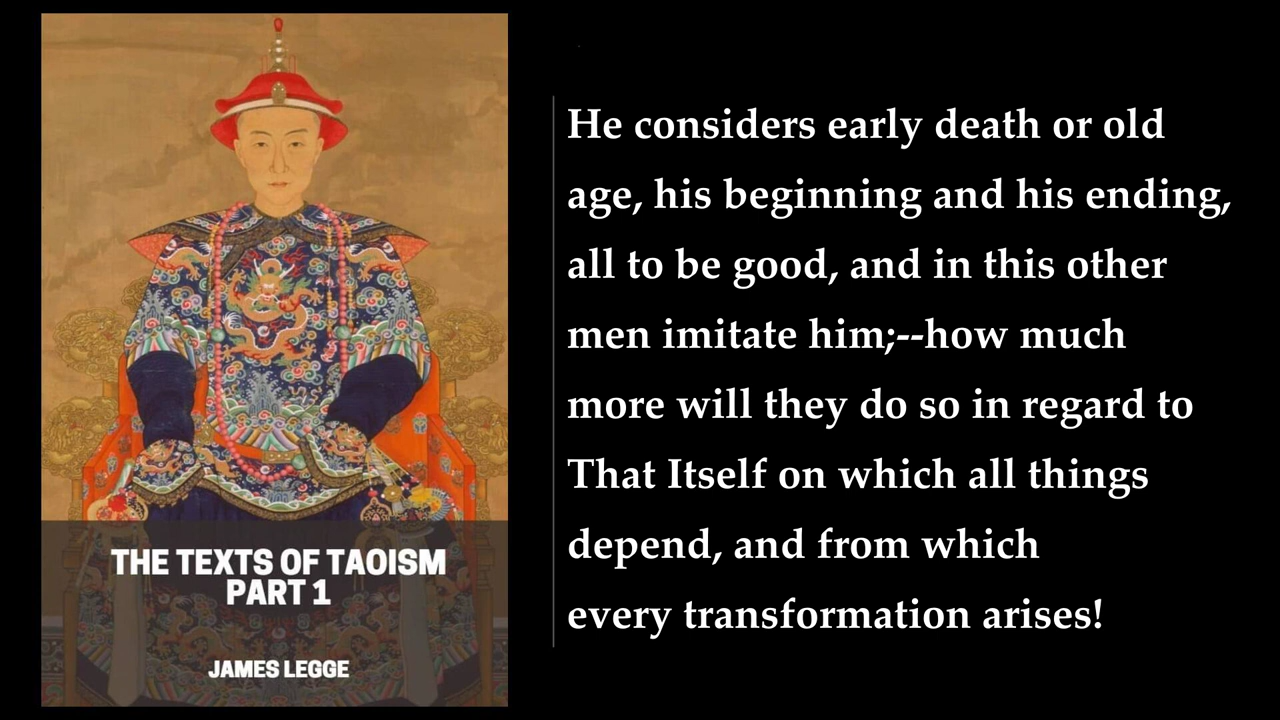 THE TEXTS OF TAOISM
PART 1
JAMES LEGGE
He considers early death or old
age, his beginning and his ending,
all to be good, and in this other
men imitate him;--how much
more will they do so in regard to
That Itself on which all things
depend, and from which
every transformation arises!